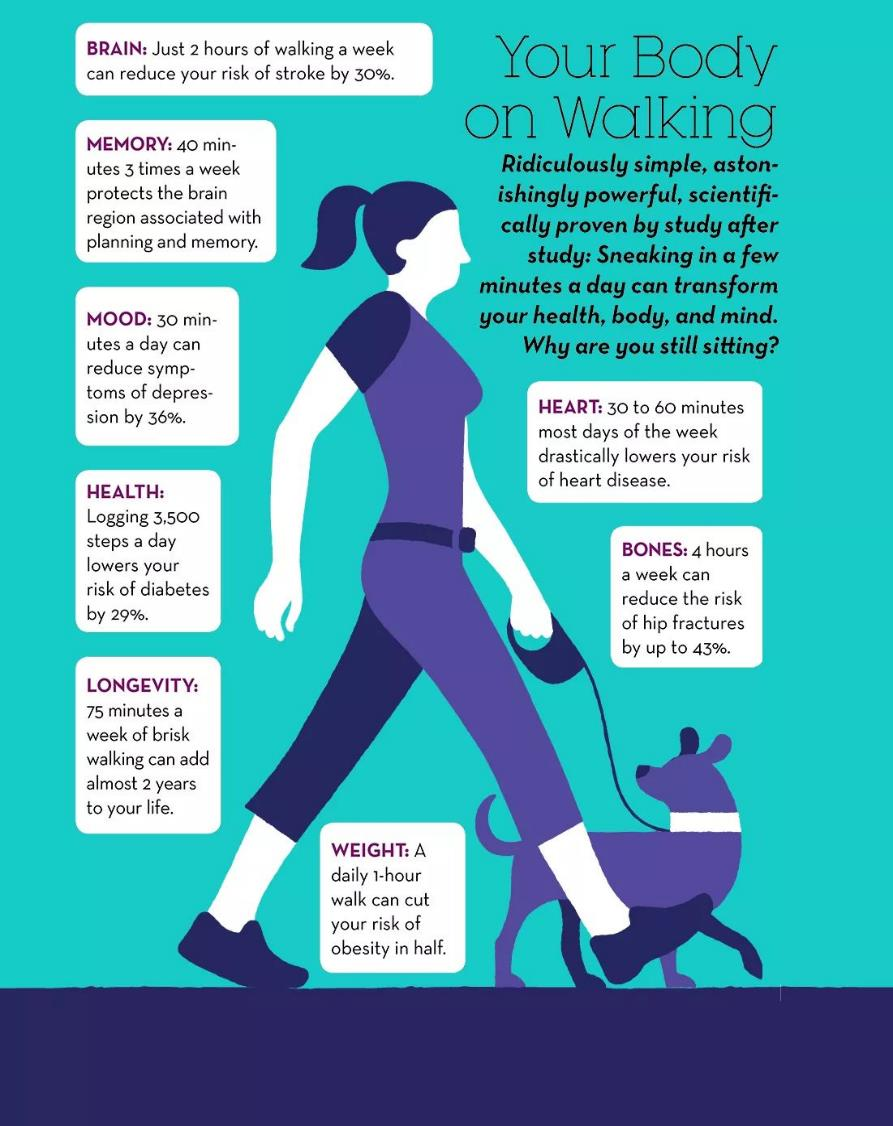 BRAIN: Just 2 hours of walking a week
can reduce your risk of stroke by 30%.
Your Body
on Walking
Ridiculously simple, aston-
ishingly powerful, scientifi-
cally proven by study after
study: Sneaking in a few
minutes a day can transform
your health, body, and mind.
Why are you still sitting?
MEMORY: 40 min-
utes 3 times a week
protects the brain
region associated with
planning and memory.
MOOD: 30 min-
utes a day can
reduce symp-
toms of depres-
sion by 36%.
HEALTH:
Logging 3,500
steps a day
lowers your
risk of diabetes
by 29%.
LONGEVITY:
75 minutes a
week of brisk
walking can add
almost 2 years
to your life.
HEART: 30 to 60 minutes
most days of the week
drastically lowers your risk
of heart disease.
BONES: 4 hours
a week can
reduce the risk
of hip fractures
by up to 43%.
WEIGHT: A
daily 1-hour
walk can cut
your risk of
obesity in half.